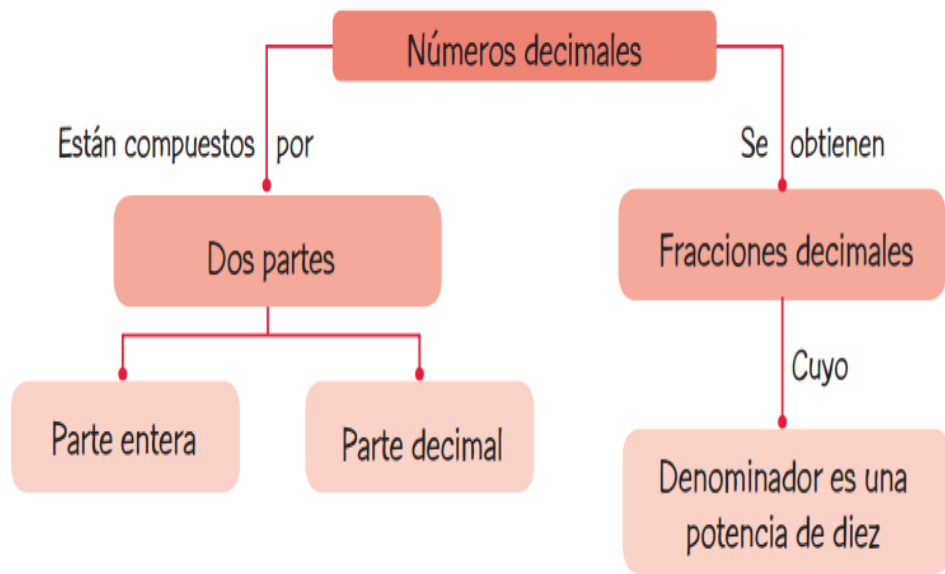 Números decimales
Están compuestos por
Se obtienen
Dos partes
Fracciones decimales
Cuyo
Parte entera
Parte decimal
Denominador es una
potencia de diez